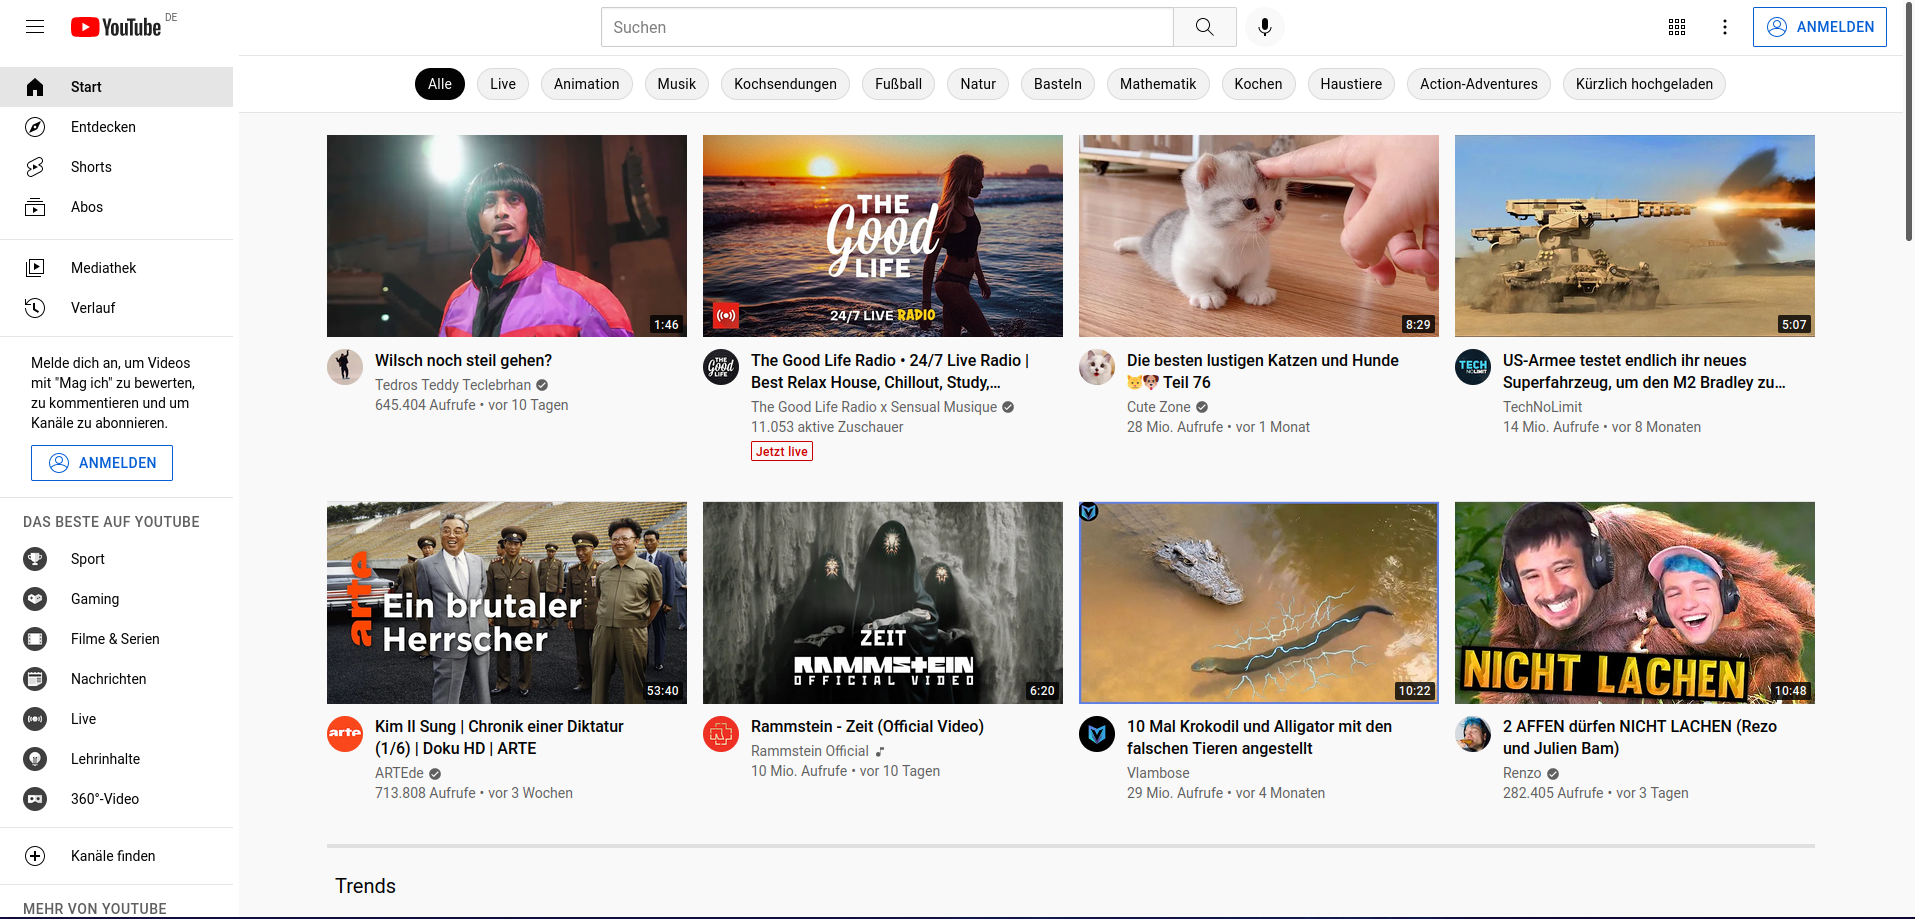 YouTube DE
Suchen
ANMELDEN
Start
Entdecken
Shorts
Abos
Mediathek
Verlauf
Melde dich an, um Videos
mit "Mag ich" zu bewerten,
zu kommentieren und um
Kanäle zu abonnieren.
ANMELDEN
DAS BESTE AUF YOUTUBE
Sport
Gaming
Filme & Serien
Nachrichten
Live
Lehrinhalte
360°-Video
Kanäle finden
MEHR VON YOUTUBE
Alle Live Animation Musik Kochsendungen Fußball Natur Basteln Mathematik Kochen Haustiere Action-Adventures Kürzlich hochgeladen
1:46
Wilsch noch steil gehen?
Tedros Teddy Teclebrhan
645.404 Aufrufe • vor 10 Tagen
THE
Good
LIFE
24/7 LIVE RADIO
The Good LIFE
The Good Life Radio • 24/7 Live Radio |
Best Relax House, Chillout, Study,...
The Good Life Radio x Sensual Musique
11.053 aktive Zuschauer
Jetzt live
8:29
Die besten lustigen Katzen und Hunde
🐱🐶 Teil 76
Cute Zone
28 Mio. Aufrufe • vor 1 Monat
5:07
TECH
NOLIMIT
US-Armee testet endlich ihr neues
Superfahrzeug, um den M2 Bradley zu...
TechNoLimit
14 Mio. Aufrufe • vor 8 Monaten
arte
Ein brutaler
Herrscher
53:40
arte
Kim Il Sung | Chronik einer Diktatur
(1/6) | Doku HD | ARTE
ARTEde
713.808 Aufrufe • vor 3 Wochen
ZEIT
RAMMSTEIN
OFFICIAL VIDEO
6:20
Rammstein - Zeit (Official Video)
Rammstein Official
10 Mio. Aufrufe • vor 10 Tagen
10:22
10 Mal Krokodil und Alligator mit den
falschen Tieren angestellt
Vlambose
29 Mio. Aufrufe • vor 4 Monaten
NICHT LACHEN
10:48
2 AFFEN dürfen NICHT LACHEN (Rezo
und Julien Bam)
Renzo
282.405 Aufrufe • vor 3 Tagen
Trends